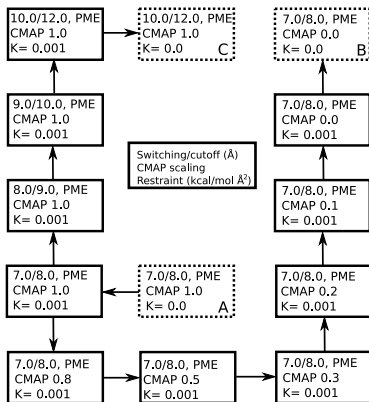 10.0/12.0, PME
CMAP 1.0
K= 0.001
10.0/12.0, PME
CMAP 1.0
K= 0.0
C
7.0/8.0, PME
CMAP 0.0
K= 0.0
B
9.0/10.0, PME
CMAP 1.0
K= 0.001
7.0/8.0, PME
CMAP 0.0
K= 0.001
Switching/cutoff (Å)
CMAP scaling
Restraint (kcal/mol Å²)
8.0/9.0, PME
CMAP 1.0
K= 0.001
7.0/8.0, PME
CMAP 0.1
K= 0.001
7.0/8.0, PME
CMAP 1.0
K= 0.001
7.0/8.0, PME
CMAP 1.0
K= 0.0
A
7.0/8.0, PME
CMAP 0.2
K= 0.001
7.0/8.0, PME
CMAP 0.8
K= 0.001
7.0/8.0, PME
CMAP 0.5
K= 0.001
7.0/8.0, PME
CMAP 0.3
K= 0.001